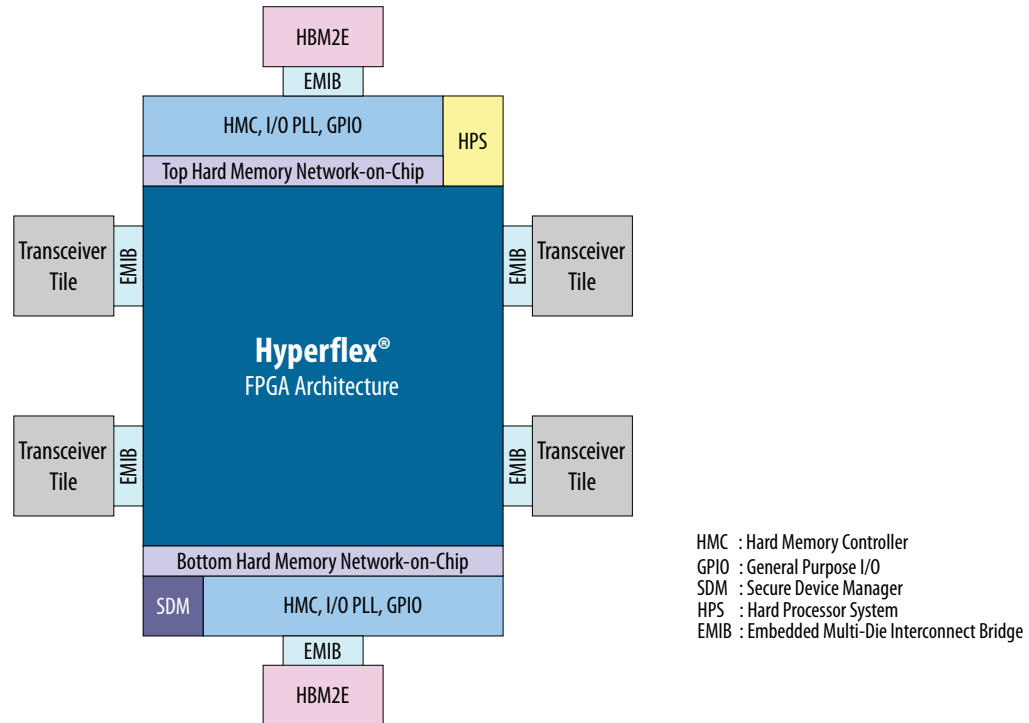 HBM2E
EMIB
HMC, I/O PLL, GPIO
HPS
Top Hard Memory Network-on-Chip
Transceiver
Tile
EMIB
EMIB
Transceiver
Tile
Hyperflex®
FPGA Architecture
Transceiver
Tile
EMIB
EMIB
Transceiver
Tile
Bottom Hard Memory Network-on-Chip
SDM
HMC, I/O PLL, GPIO
EMIB
HBM2E
HMC : Hard Memory Controller
GPIO : General Purpose I/O
SDM : Secure Device Manager
HPS : Hard Processor System
EMIB : Embedded Multi-Die Interconnect Bridge